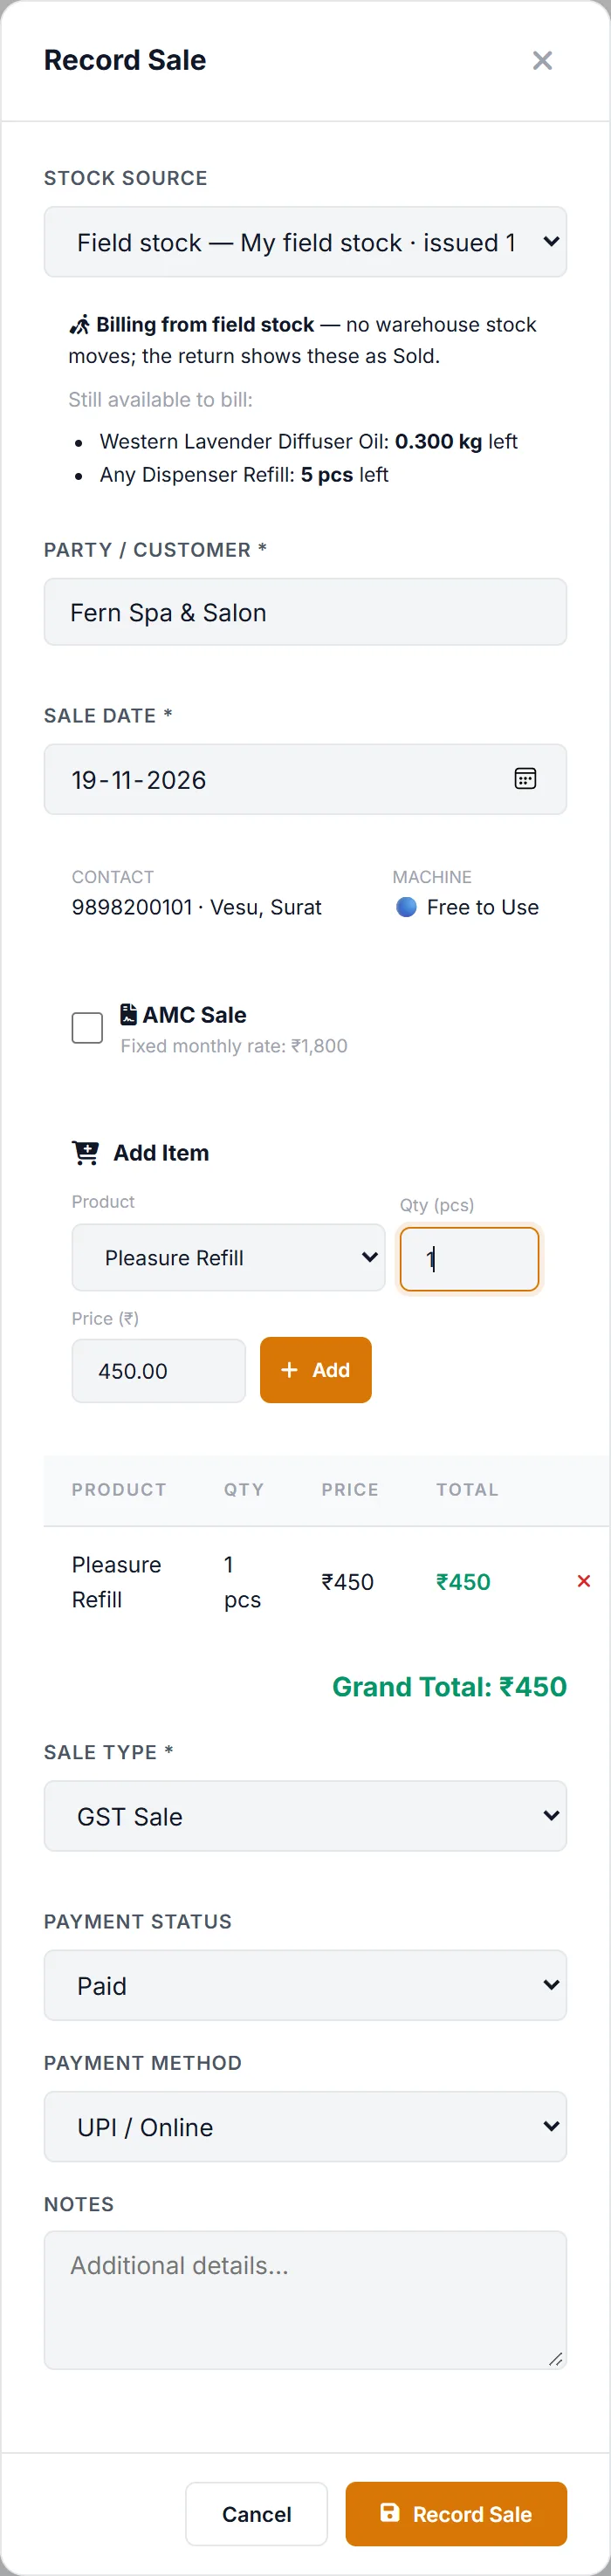 Record Sale
STOCK SOURCE
Field stock — My field stock · issued 1
Billing from field stock — no warehouse stock
moves; the return shows these as Sold.
Still available to bill:
• Western Lavender Diffuser Oil: 0.300 kg left
• Any Dispenser Refill: 5 pcs left
PARTY / CUSTOMER *
Fern Spa & Salon
SALE DATE *
19-11-2026
CONTACT MACHINE
9898200101 · Vesu, Surat Free to Use
AMC Sale
Fixed monthly rate: ₹1,800
Add Item
Product Qty (pcs)
Pleasure Refill 1
Price (₹)
450.00 + Add
PRODUCT QTY PRICE TOTAL
Pleasure 1
₹450 ₹450 ×
Refill pcs
Grand Total: ₹450
SALE TYPE *
GST Sale
PAYMENT STATUS
Paid
PAYMENT METHOD
UPI / Online
NOTES
Additional details...
Cancel Record Sale